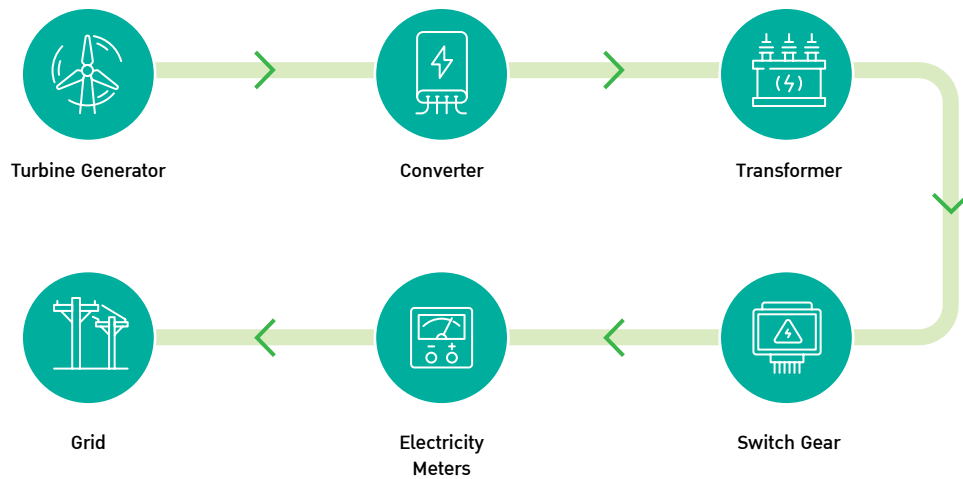 Turbine Generator
Converter
Transformer
Grid
Electricity
Meters
Switch Gear